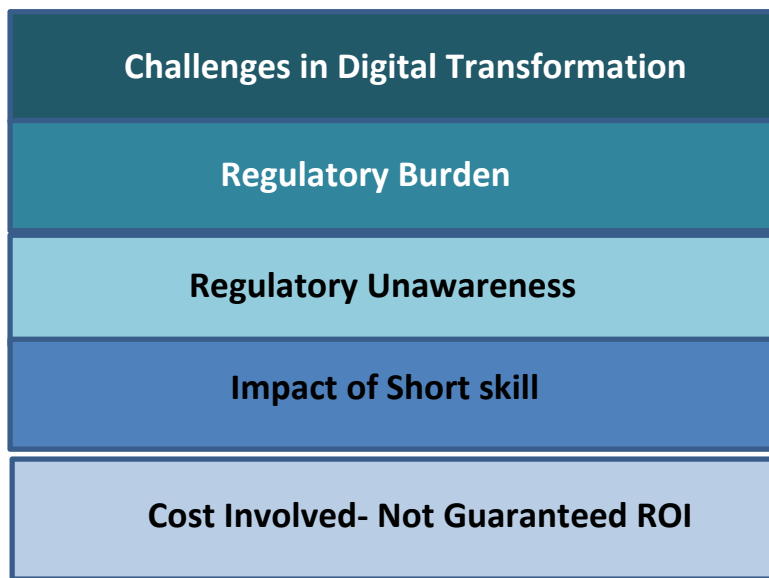 Challenges in Digital Transformation
Regulatory Burden
Regulatory Unawareness
Impact of Short skill
Cost Involved- Not Guaranteed ROI